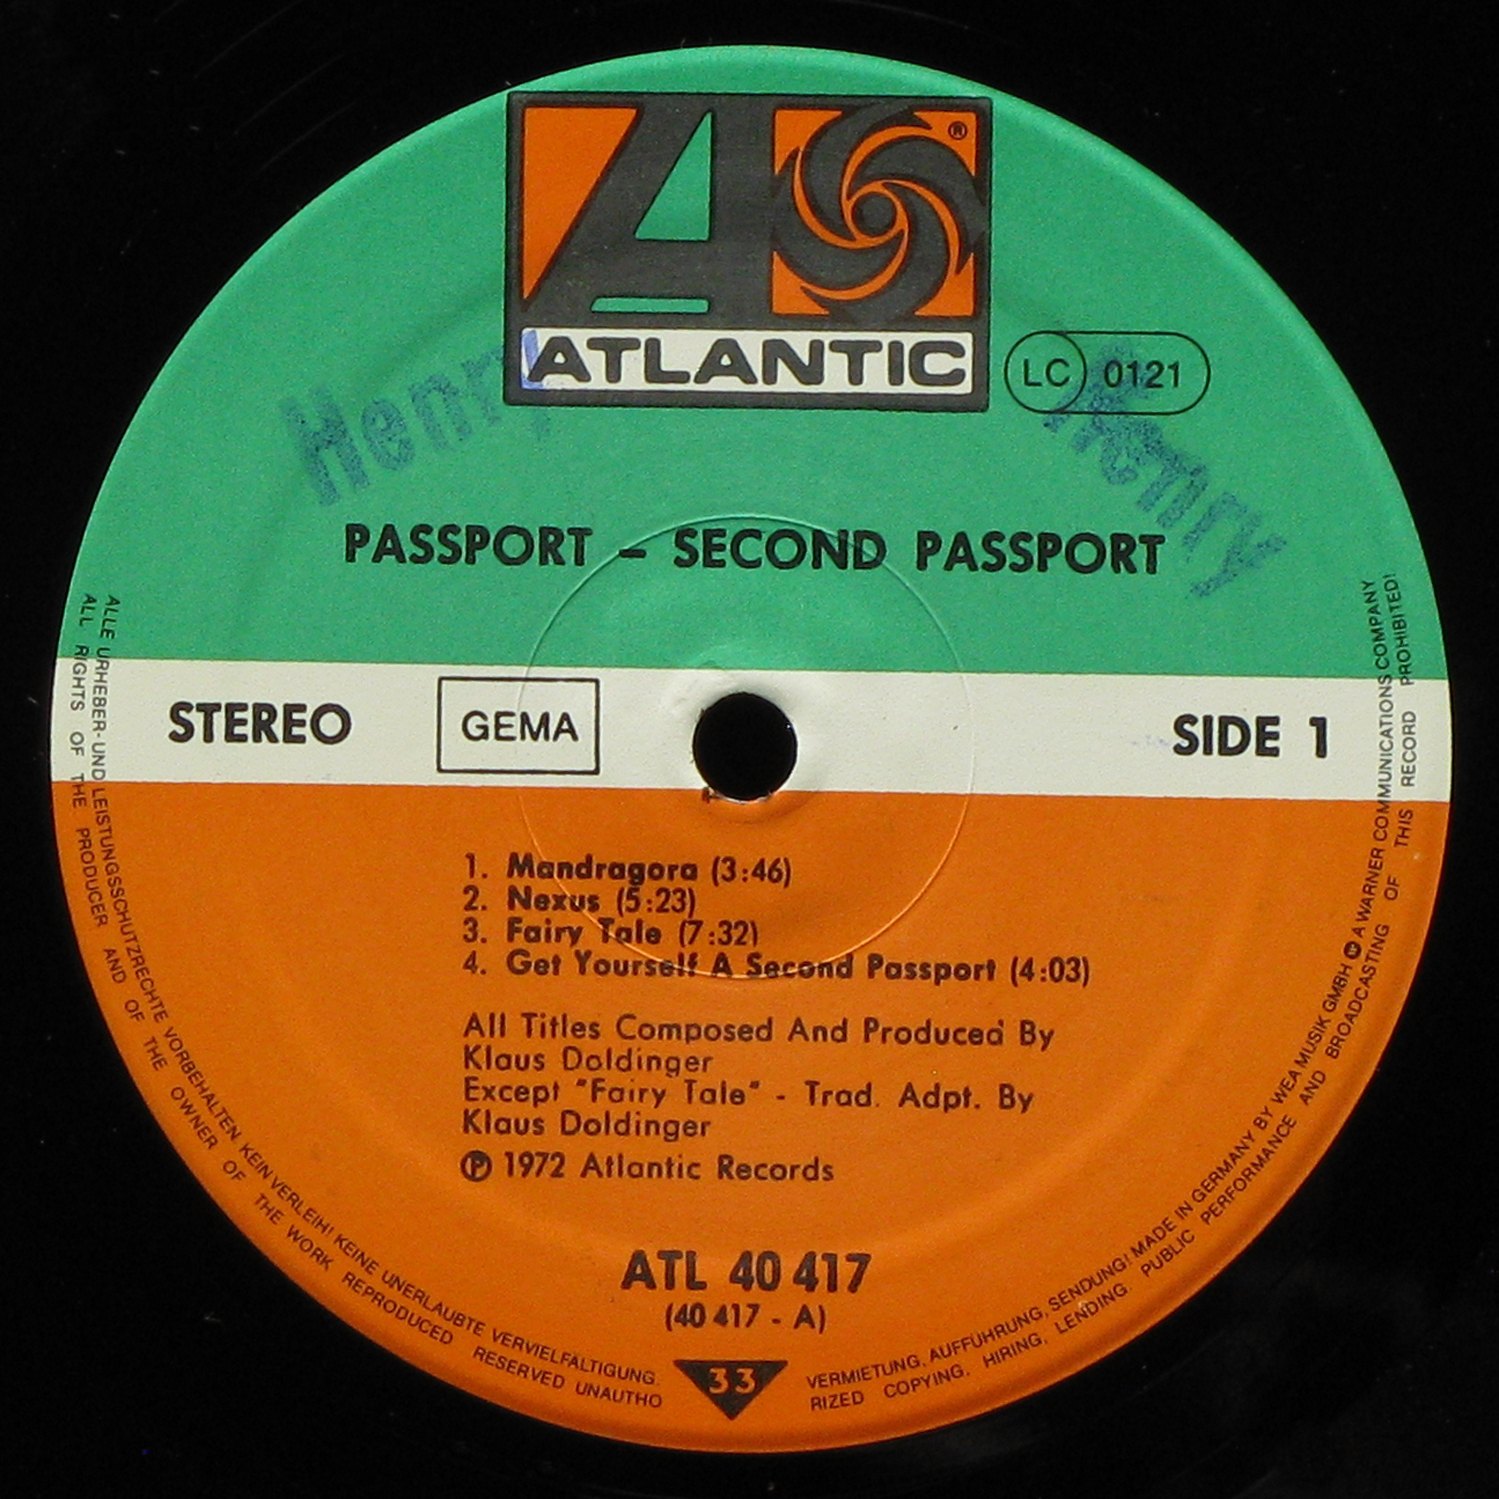 ®
ATLANTIC
LC 0121
Henry
Henry
PASSPORT – SECOND PASSPORT
STEREO
GEMA
SIDE 1
1. Mandragora (3:46)
2. Nexus (5:23)
3. Fairy Tale (7:32)
4. Get Yourself A Second Passport (4:03)
All Titles Composed And Produced By
Klaus Doldinger
Except "Fairy Tale" - Trad. Adpt. By
Klaus Doldinger
℗ 1972 Atlantic Records
ATL 40 417
(40 417 - A)
33
ALLE URHEBER- UND LEISTUNGSSCHUTZRECHTE VORBEHALTEN KEIN VERLEIH! KEINE UNERLAUBTE VERVIELFÄLTIGUNG, VERMIETUNG, AUFFÜHRUNG, SENDUNG! MADE IN GERMANY BY WEA MUSIK GMBH A WARNER COMMUNICATIONS COMPANY
ALL RIGHTS OF THE PRODUCER AND OF THE OWNER OF THE WORK REPRODUCED RESERVED UNAUTHORIZED COPYING, HIRING, LENDING, PUBLIC PERFORMANCE AND BROADCASTING OF THIS RECORD PROHIBITED!